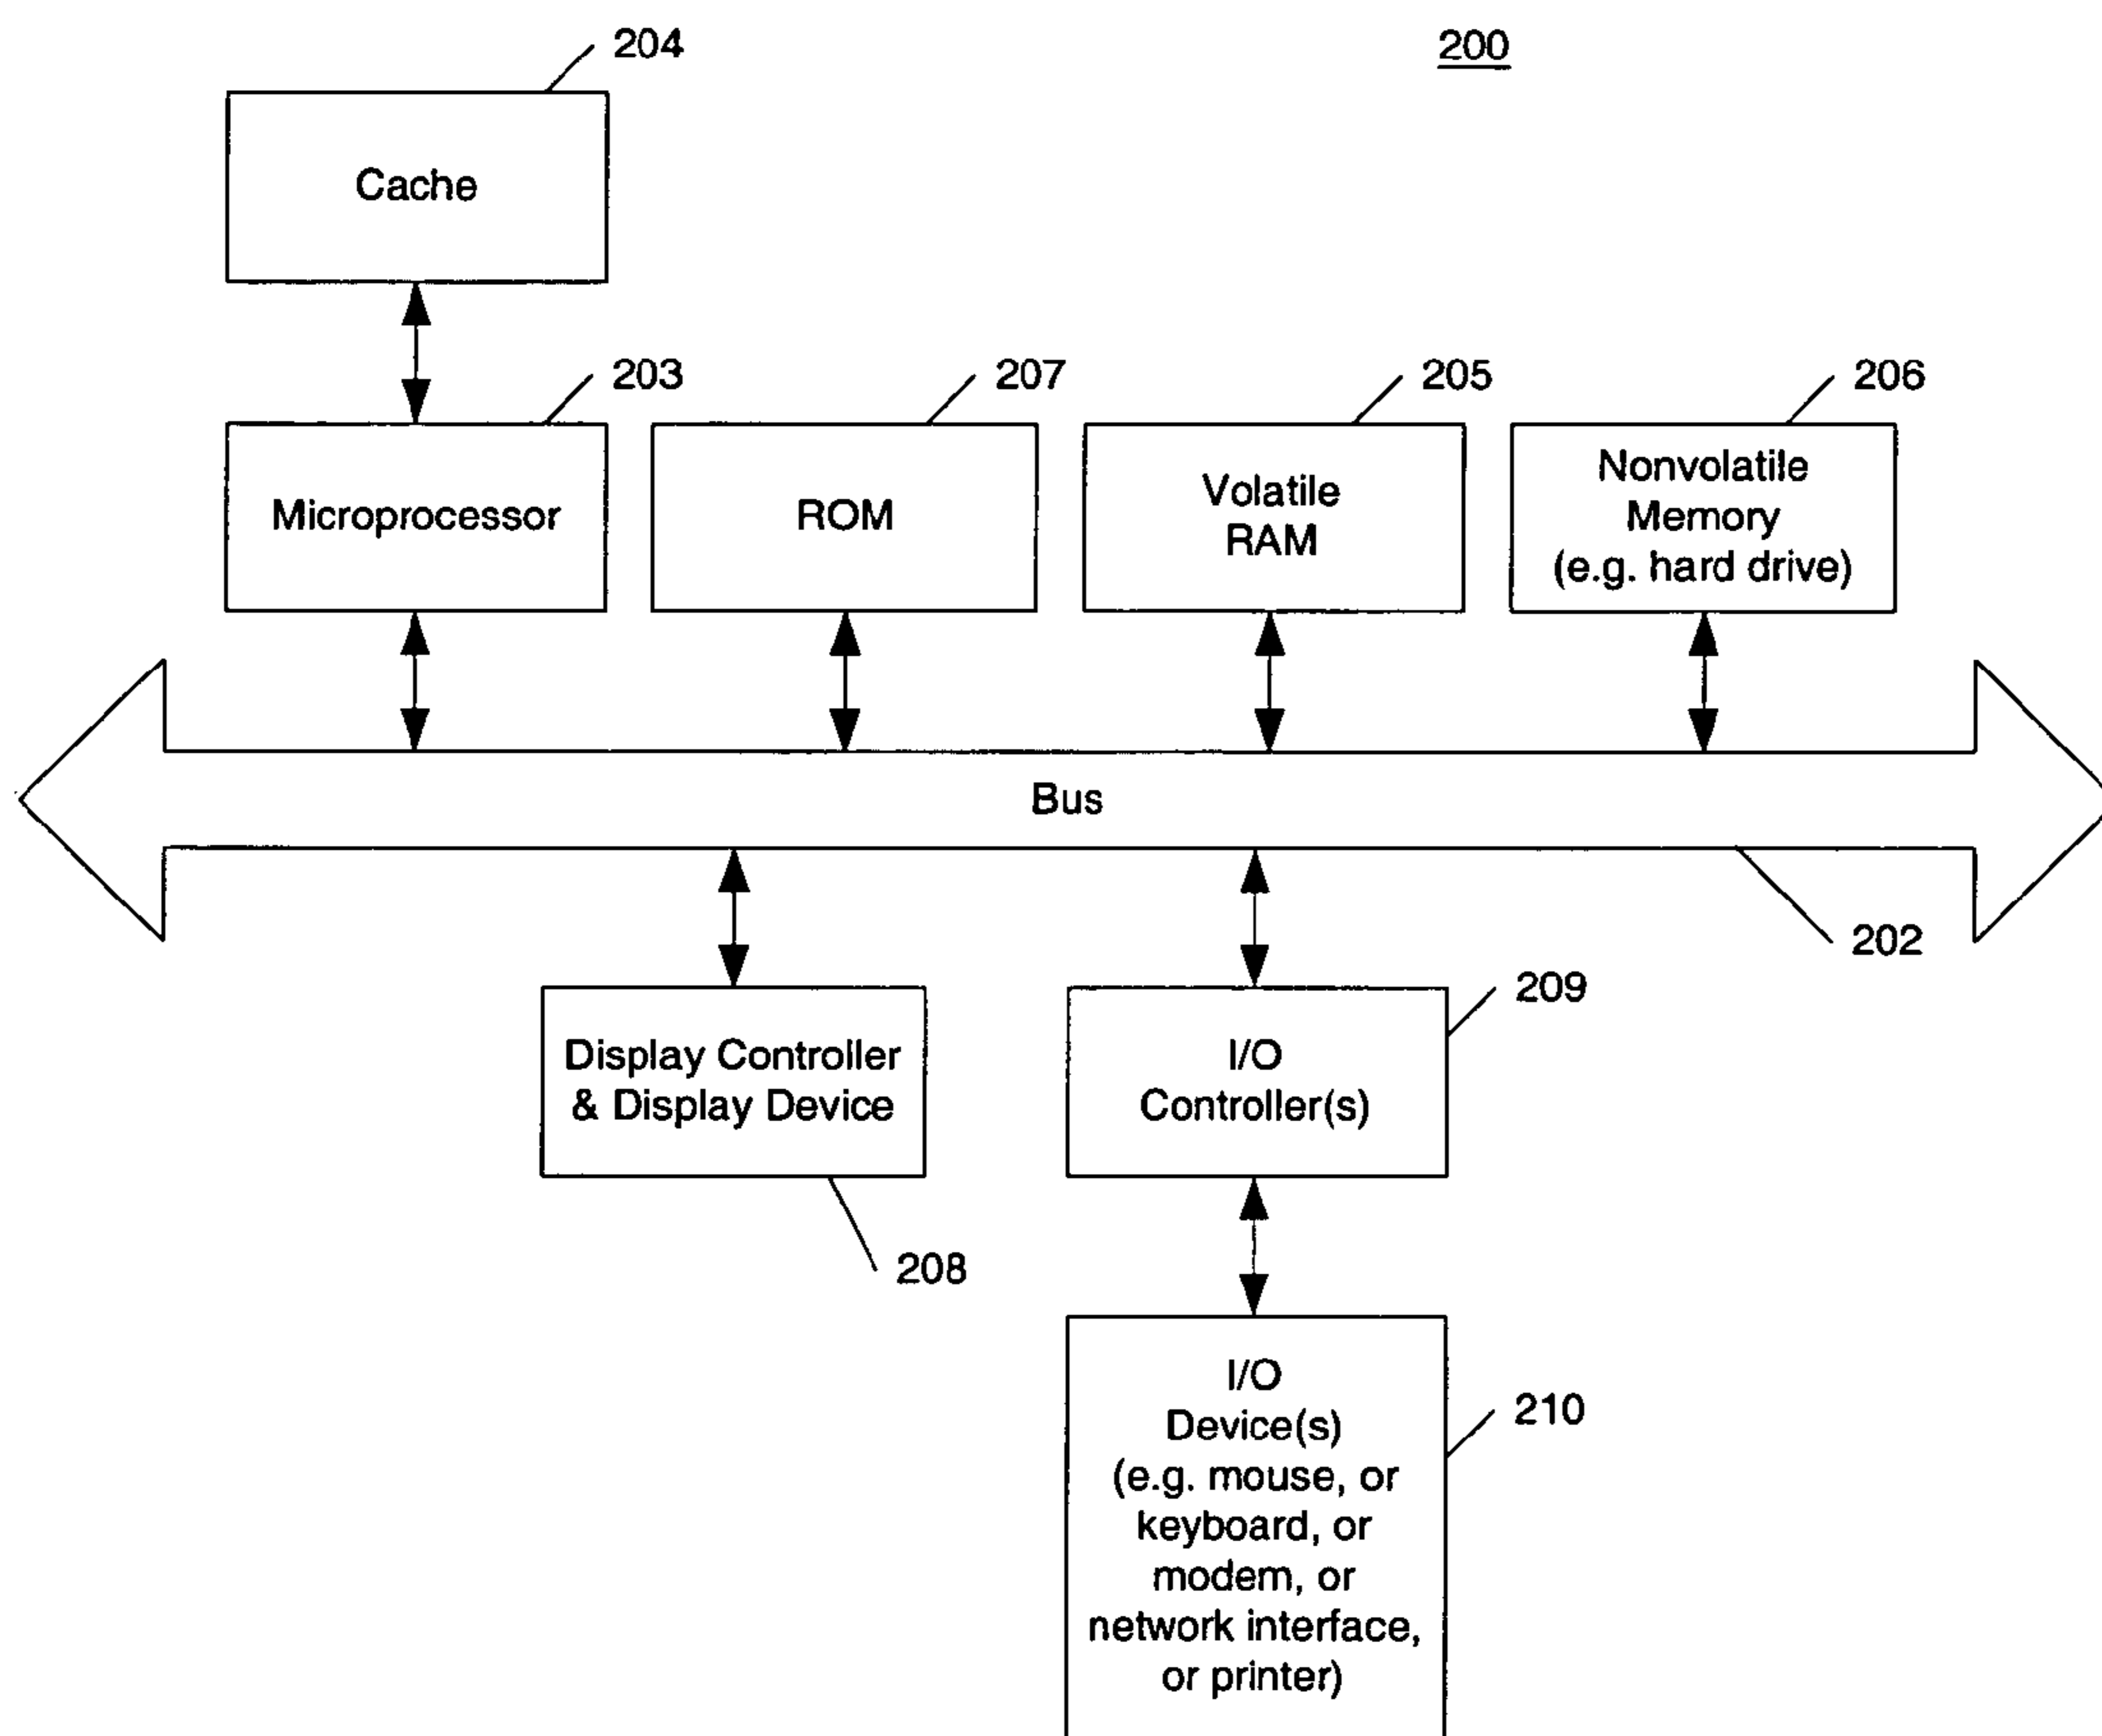 204
200
Cache
203
207
205
206
Microprocessor
ROM
Volatile
RAM
Nonvolatile
Memory
(e.g. hard drive)
Bus
202
209
Display Controller
& Display Device
I/O
Controller(s)
208
I/O
Device(s)
(e.g. mouse, or
keyboard, or
modem, or
network interface,
or printer)
210